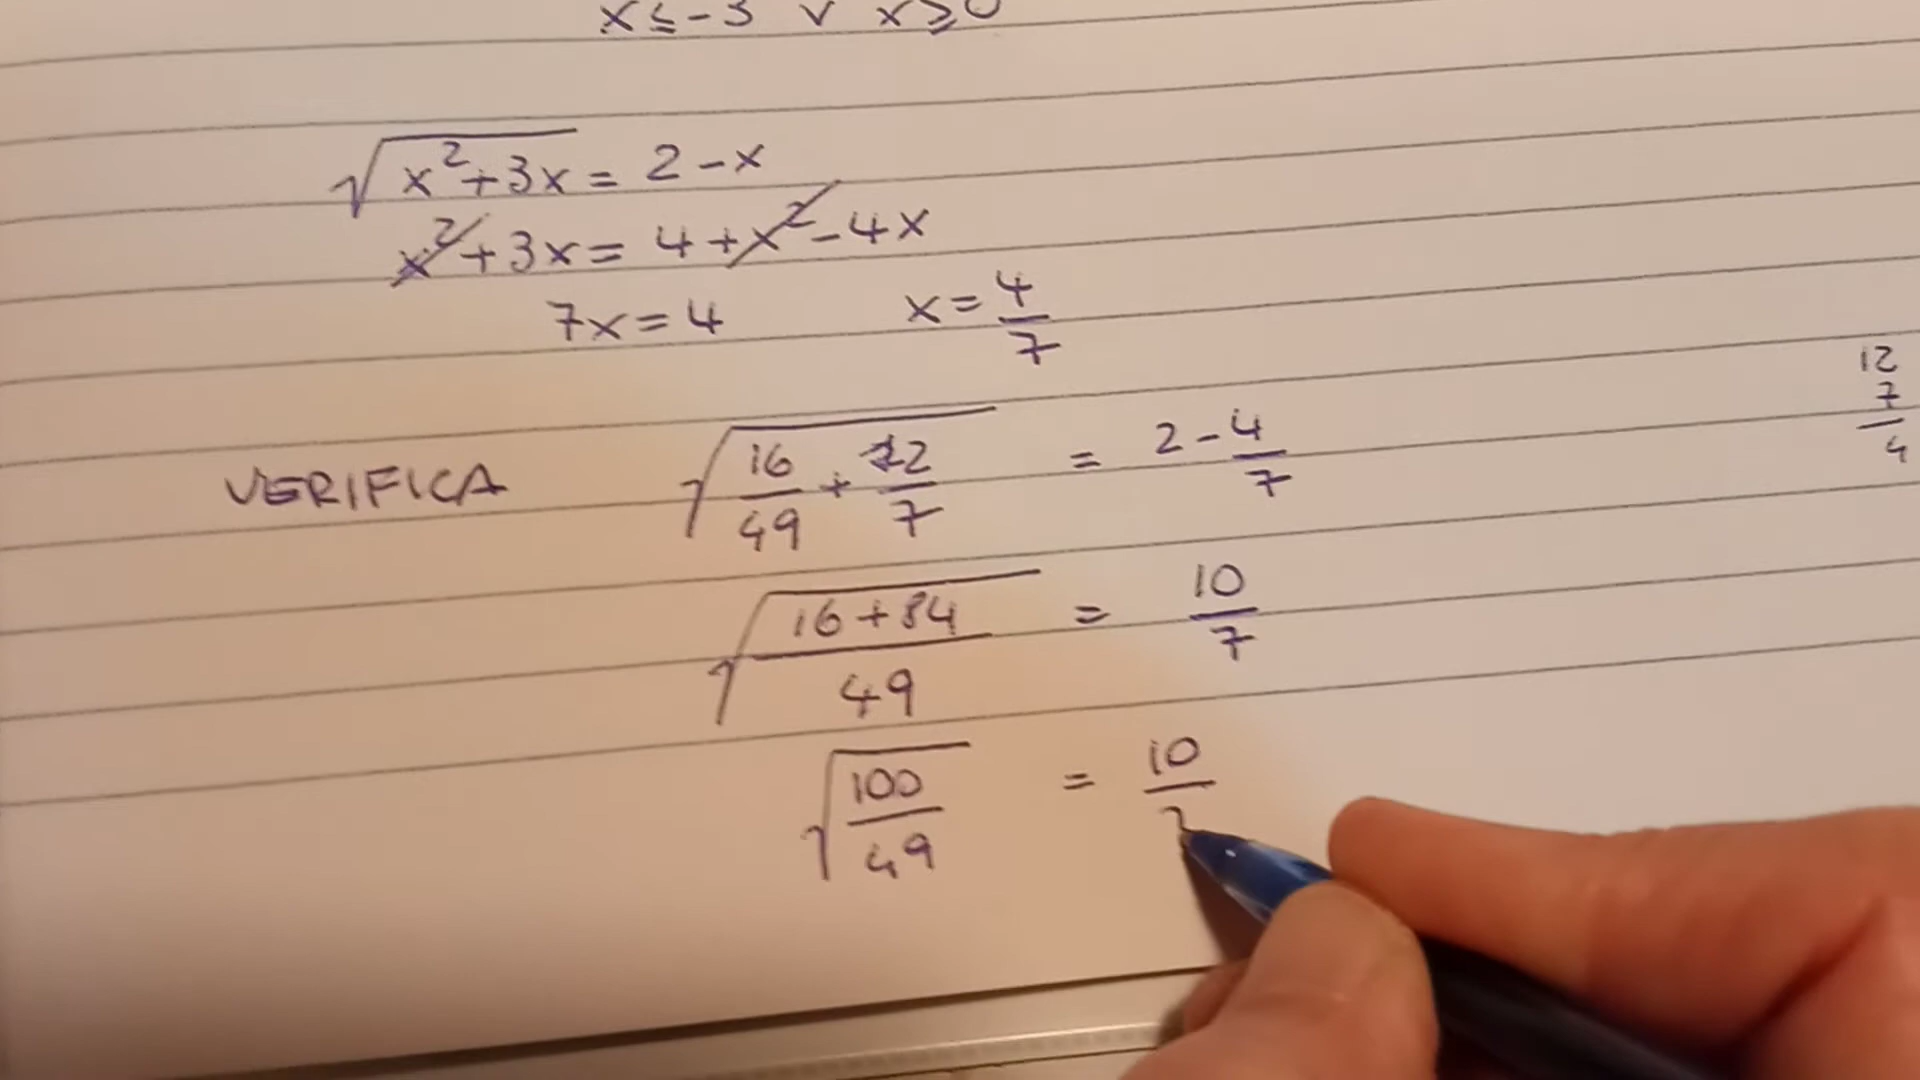 x ≤ -3 ∨ x ≥ 0
√(x² + 3x) = 2 - x
x² + 3x = 4 + x² - 4x
7x = 4 x = 4/7
VERIFICA √(16/49 + 12/7) = 2 - 4/7
√((16 + 84)/49) = 10/7
√(100/49) = 10/
12
7
4